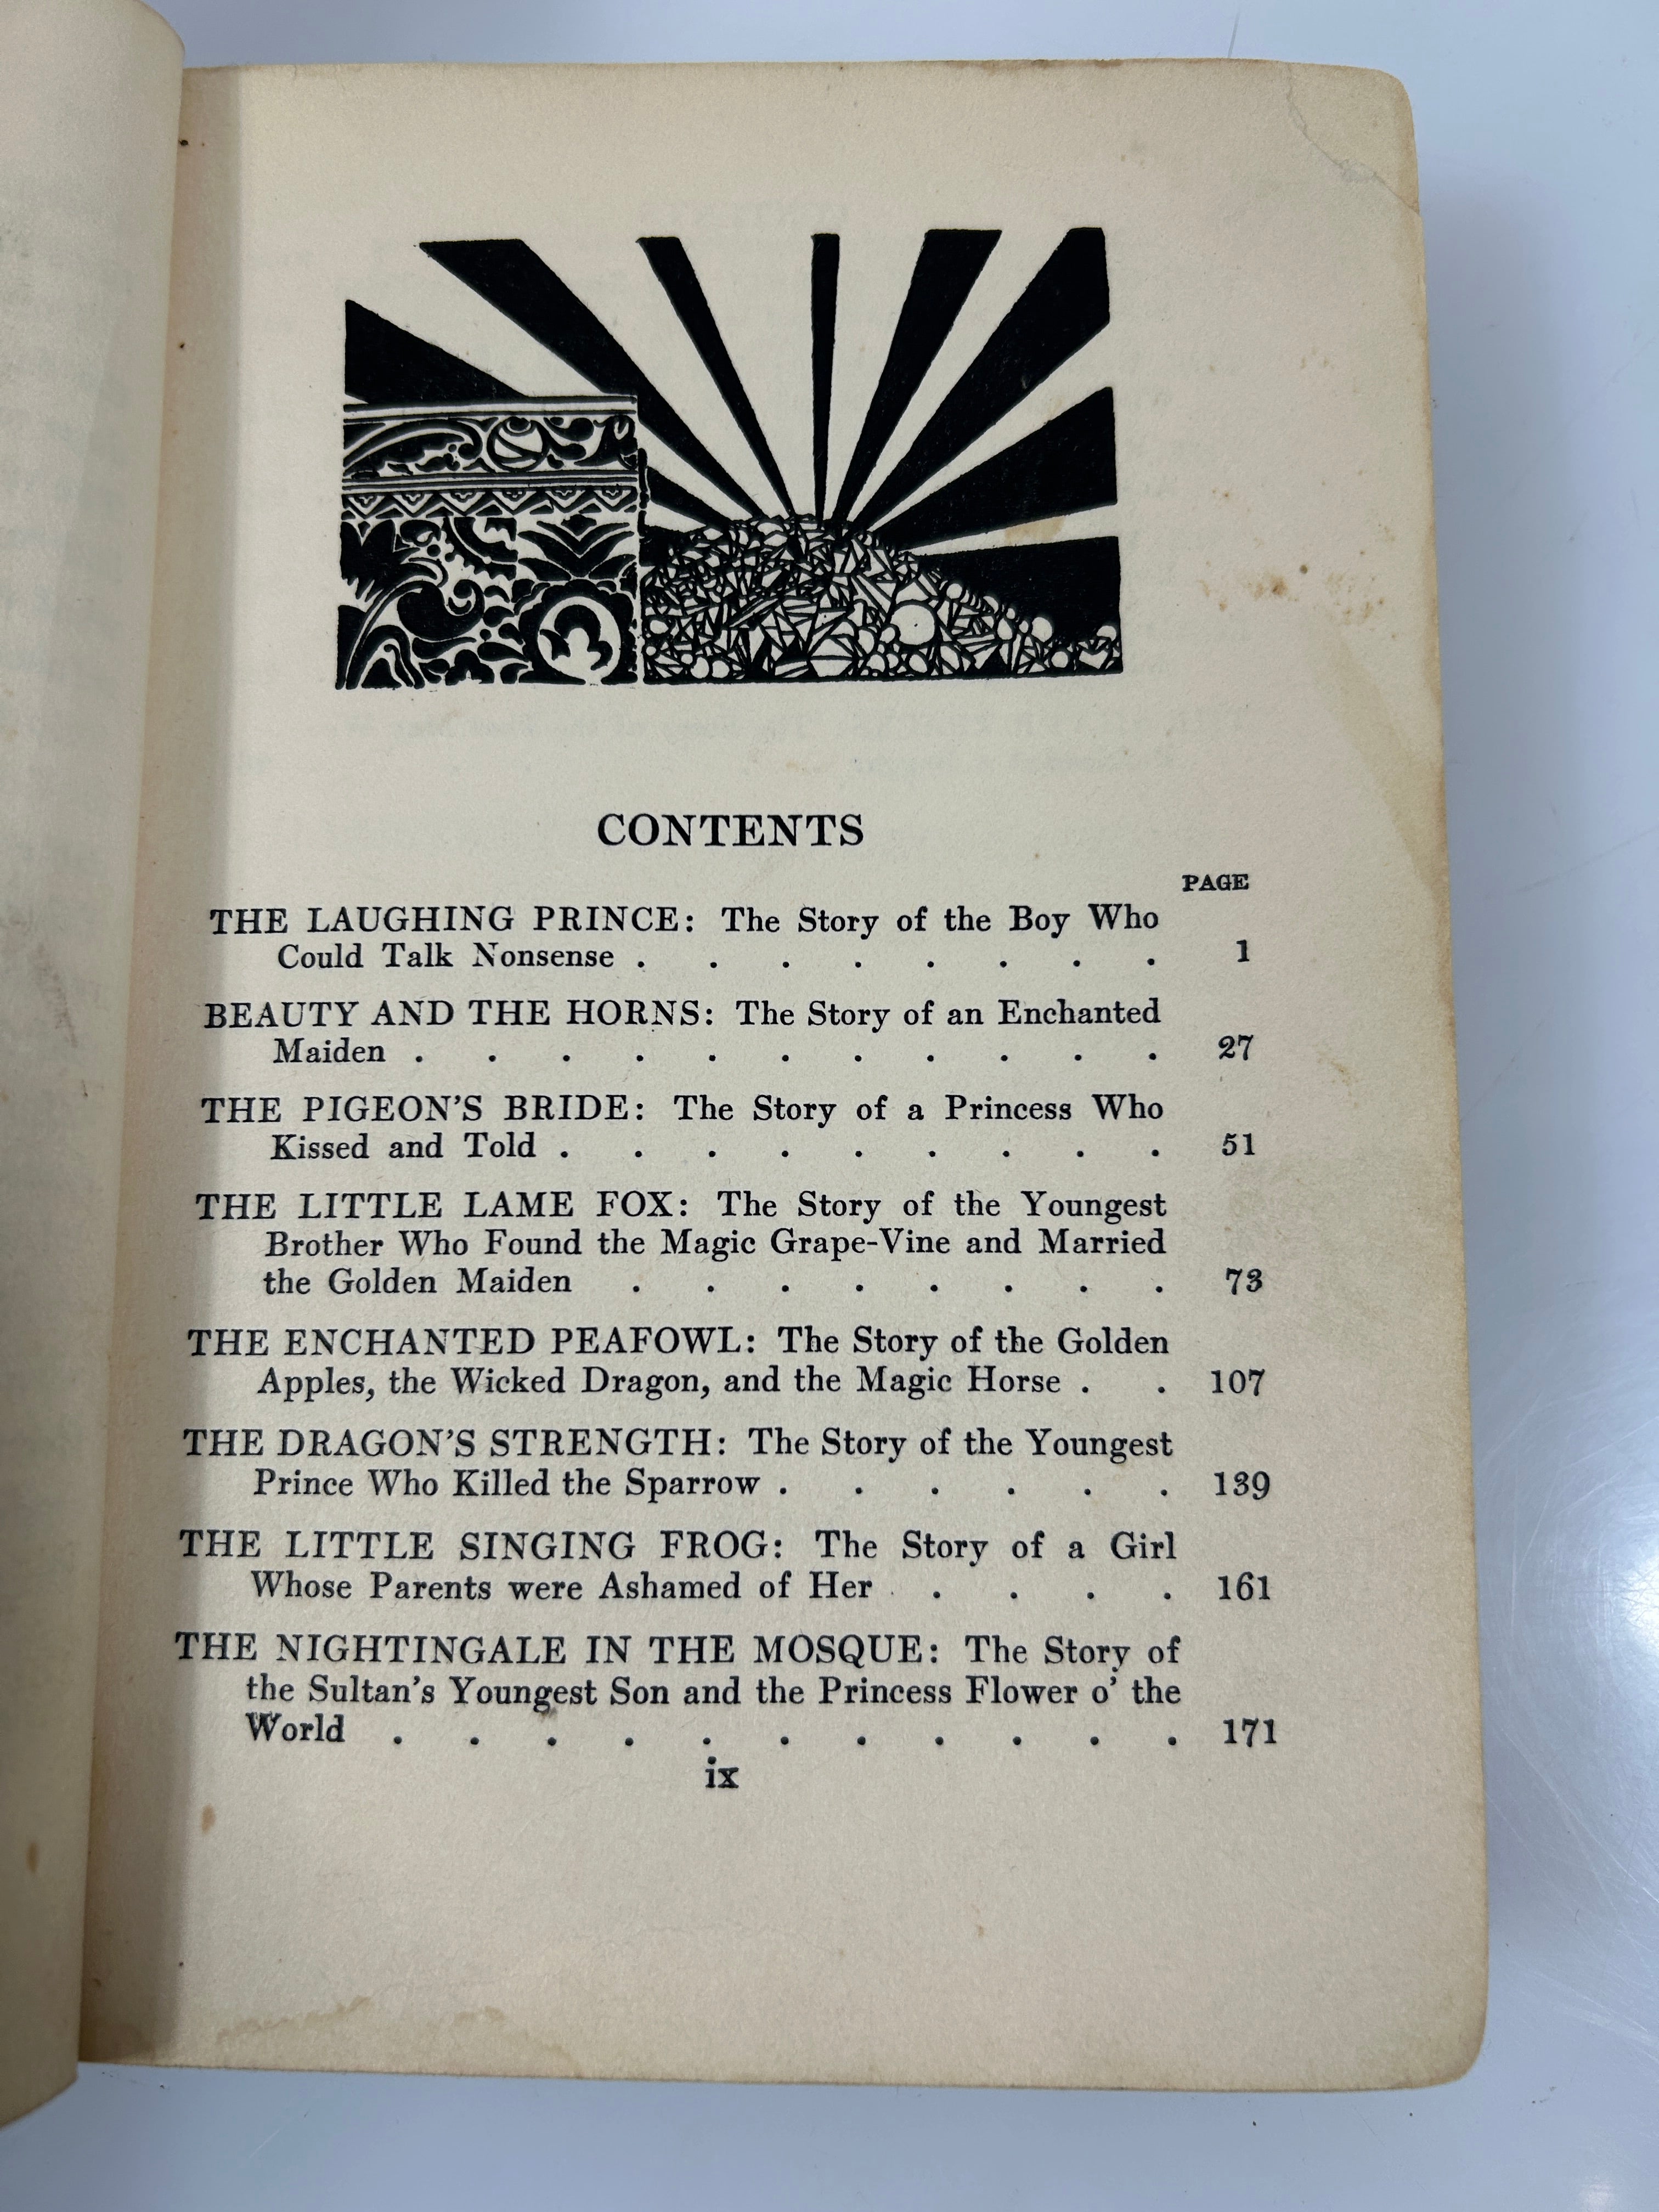 CONTENTS
PAGE
THE LAUGHING PRINCE: The Story of the Boy Who
Could Talk Nonsense . . . . . . . . 1
BEAUTY AND THE HORNS: The Story of an Enchanted
Maiden . . . . . . . . . . . 27
THE PIGEON'S BRIDE: The Story of a Princess Who
Kissed and Told . . . . . . . . . 51
THE LITTLE LAME FOX: The Story of the Youngest
Brother Who Found the Magic Grape-Vine and Married
the Golden Maiden . . . . . . . . 73
THE ENCHANTED PEAFOWL: The Story of the Golden
Apples, the Wicked Dragon, and the Magic Horse . . 107
THE DRAGON'S STRENGTH: The Story of the Youngest
Prince Who Killed the Sparrow . . . . . . 139
THE LITTLE SINGING FROG: The Story of a Girl
Whose Parents were Ashamed of Her . . . . . 161
THE NIGHTINGALE IN THE MOSQUE: The Story of
the Sultan's Youngest Son and the Princess Flower o' the
World . . . . . . . . . . . 171
ix